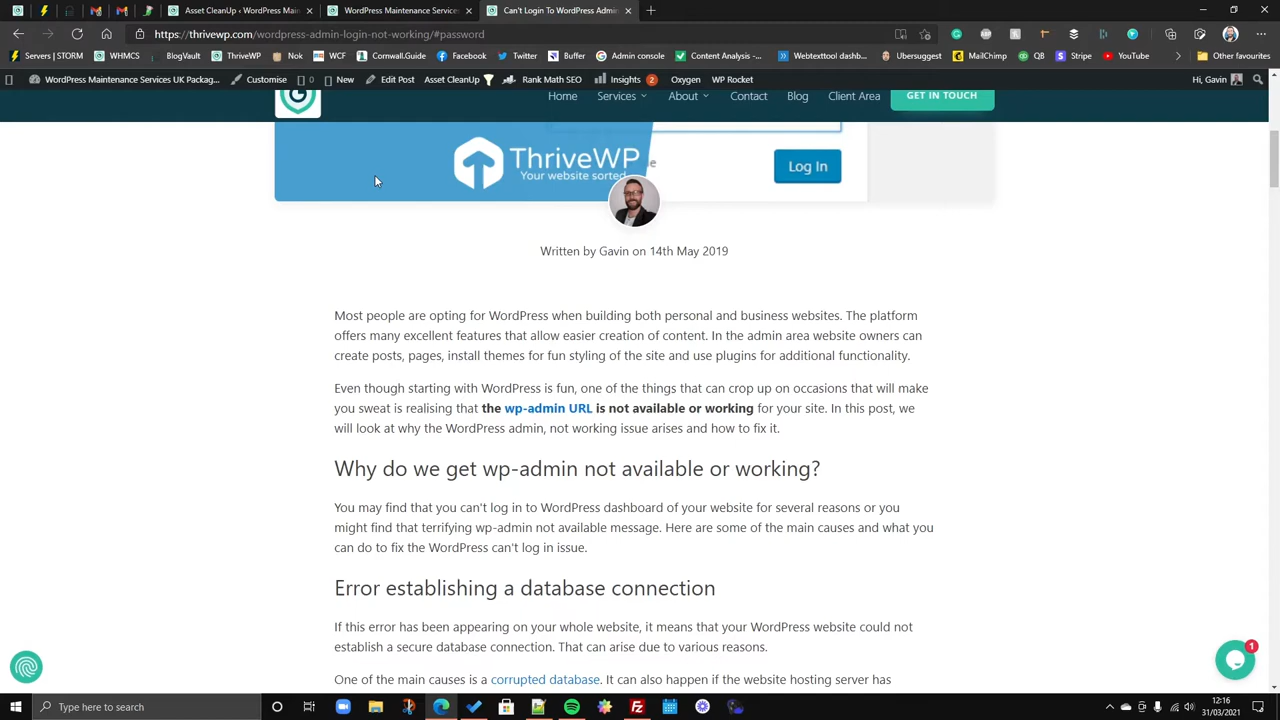 Asset CleanUp ‹ WordPress Main
WordPress Maintenance Services
Can't Login To WordPress Admin
https://thrivewp.com/wordpress-admin-login-not-working/#password
Servers | STORM
WHMCS
BlogVault
ThriveWP
Nok
Cornwall.Guide
Facebook
Twitter
Buffer
Admin console
Content Analysis -...
Webtexttool dashb...
Ubersuggest
MailChimp
QB
Stripe
YouTube
Other favourites
WordPress Maintenance Services UK Packag...
Customise
0
New
Edit Post
Asset CleanUp
Rank Math SEO
Insights 2
Oxygen
WP Rocket
Hi, Gavin
Home
Services
About
Contact
Blog
Client Area
GET IN TOUCH
ThriveWP
Your website sorted.
Log In
Written by Gavin on 14th May 2019
Most people are opting for WordPress when building both personal and business websites. The platform
offers many excellent features that allow easier creation of content. In the admin area website owners can
create posts, pages, install themes for fun styling of the site and use plugins for additional functionality.
Even though starting with WordPress is fun, one of the things that can crop up on occasions that will make
you sweat is realising that the wp-admin URL is not available or working for your site. In this post, we
will look at why the WordPress admin, not working issue arises and how to fix it.
Why do we get wp-admin not available or working?
You may find that you can't log in to WordPress dashboard of your website for several reasons or you
might find that terrifying wp-admin not available message. Here are some of the main causes and what you
can do to fix the WordPress can't log in issue.
Error establishing a database connection
If this error has been appearing on your whole website, it means that your WordPress website could not
establish a secure database connection. That can arise due to various reasons.
One of the main causes is a corrupted database. It can also happen if the website hosting server has
1
Type here to search
12:16
31/03/2021